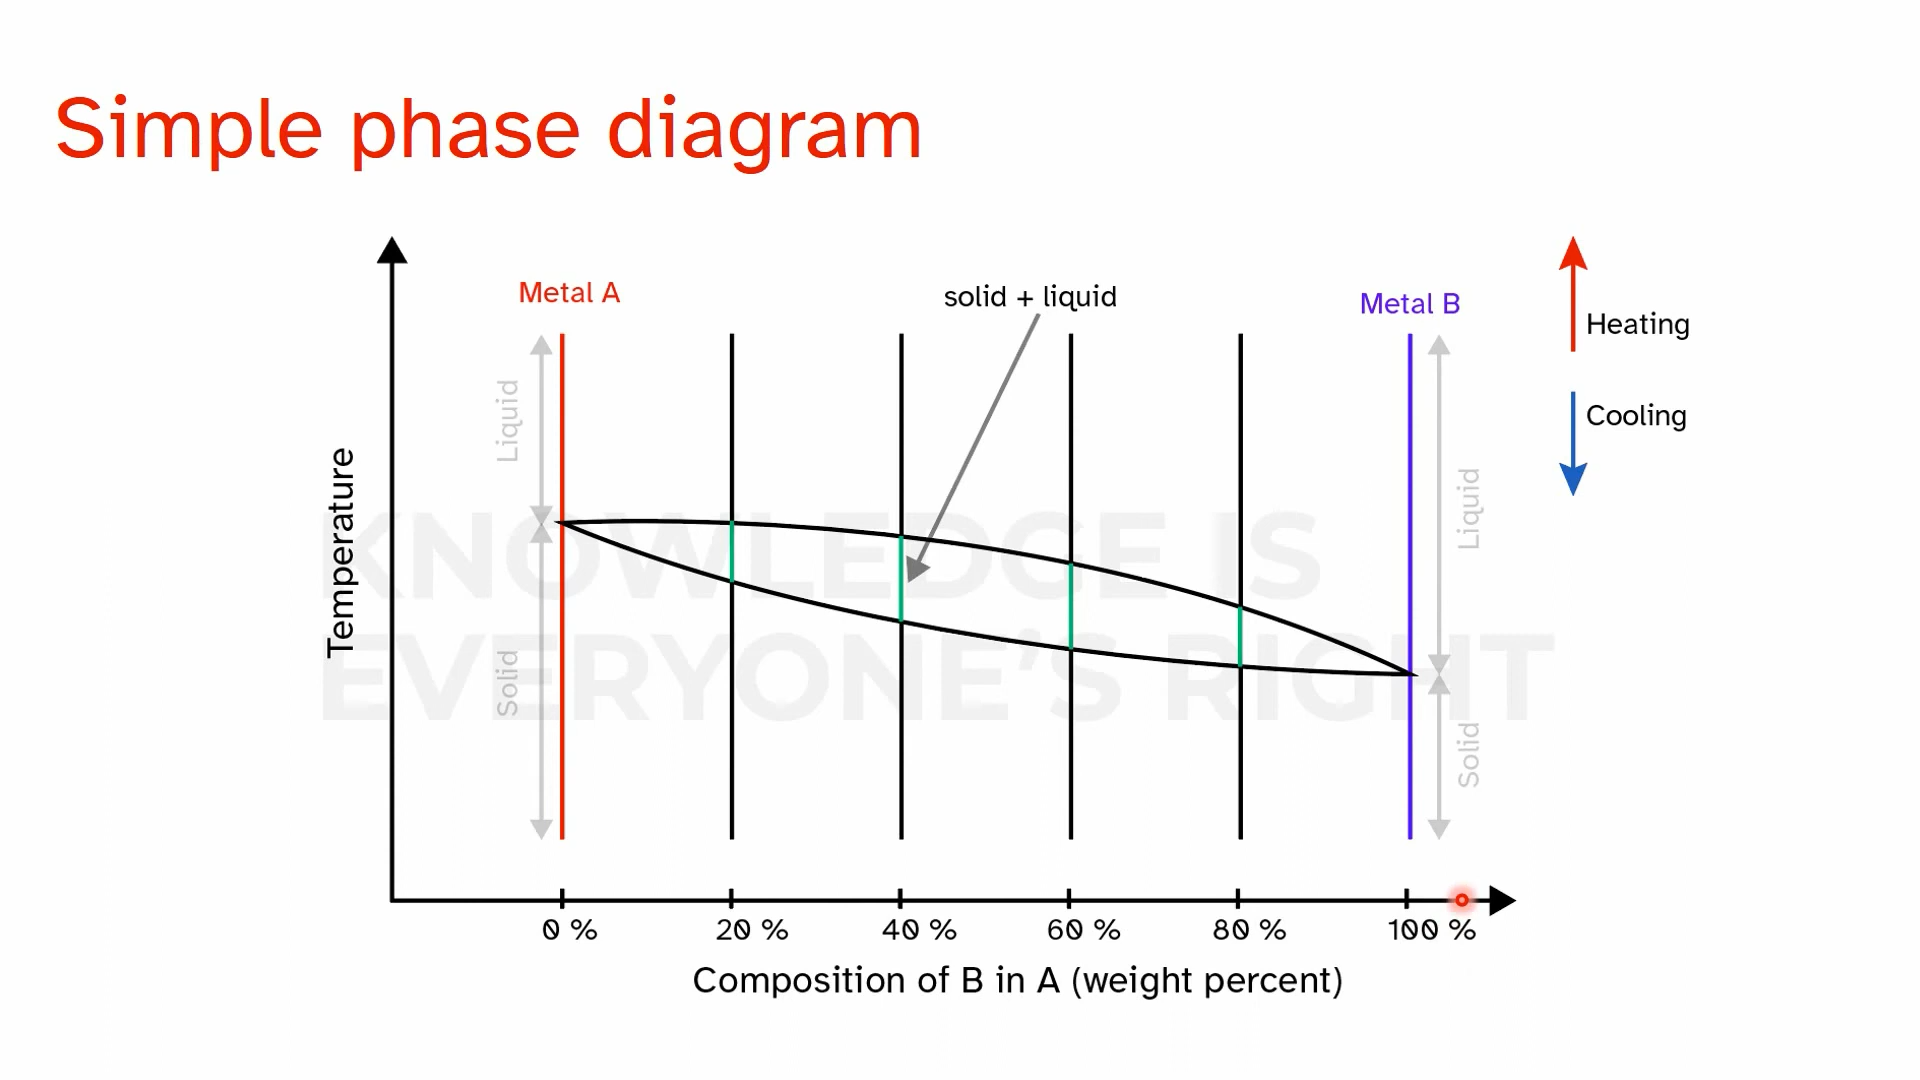 Simple phase diagram
Metal A
solid + liquid
Metal B
Heating
Cooling
Liquid
Solid
Liquid
Solid
Temperature
KNOWLEDGE IS
EVERYONE'S RIGHT
0 %
20 %
40 %
60 %
80 %
100 %
Composition of B in A (weight percent)